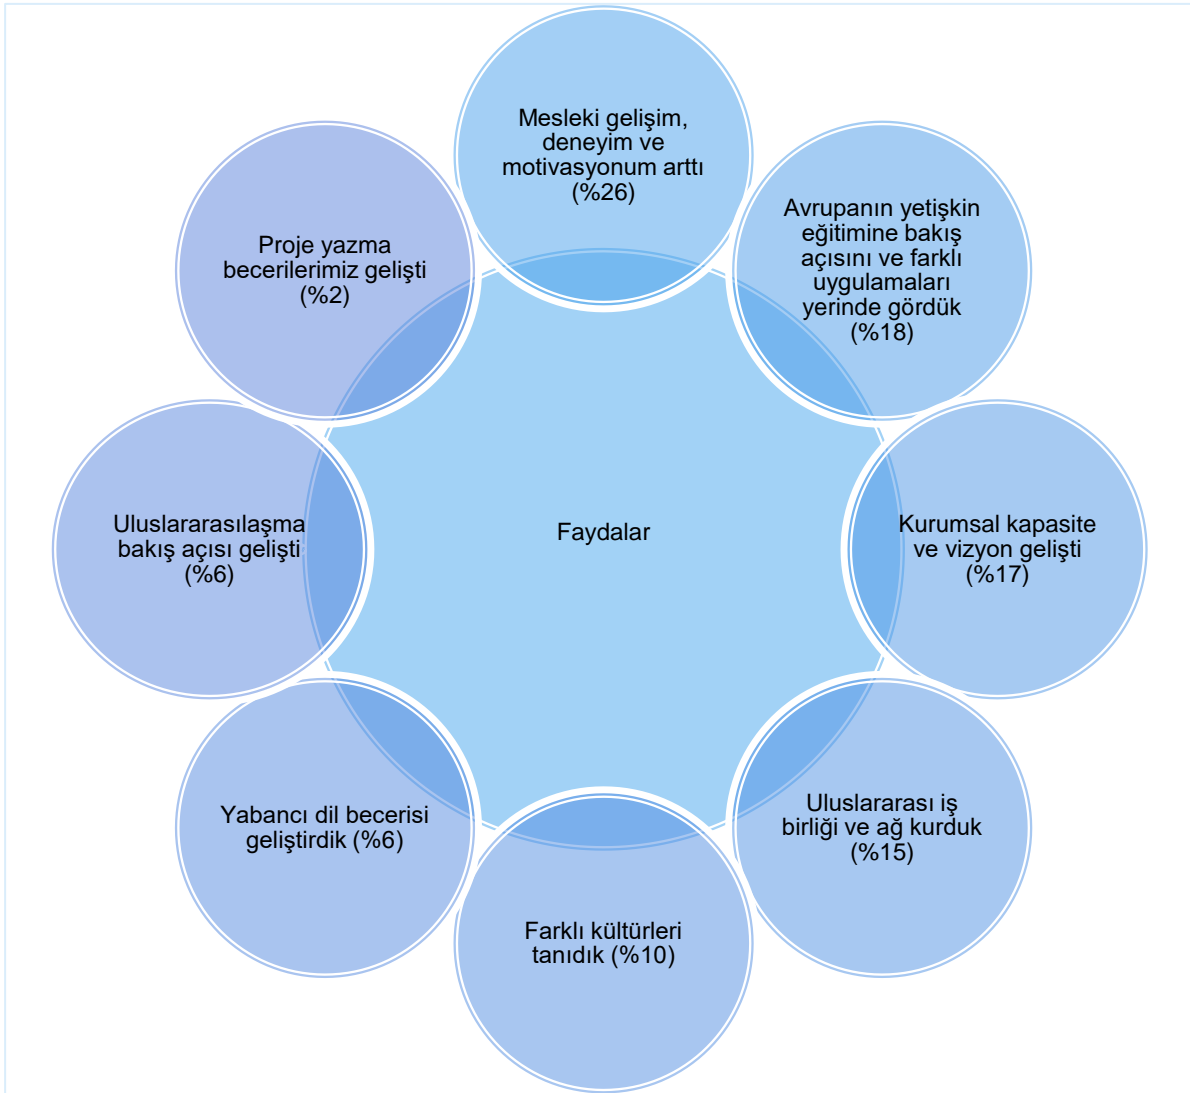 Mesleki gelişim,
deneyim ve
motivasyonum arttı
(%26)
Avrupanın yetişkin
eğitimine bakış
açısını ve farklı
uygulamaları
yerinde gördük
(%18)
Kurumsal kapasite
ve vizyon gelişti
(%17)
Uluslararası iş
birliği ve ağ kurduk
(%15)
Farklı kültürleri
tanıdık (%10)
Yabancı dil becerisi
geliştirdik (%6)
Uluslararasılaşma
bakış açısı gelişti
(%6)
Proje yazma
becerilerimiz gelişti
(%2)
Faydalar